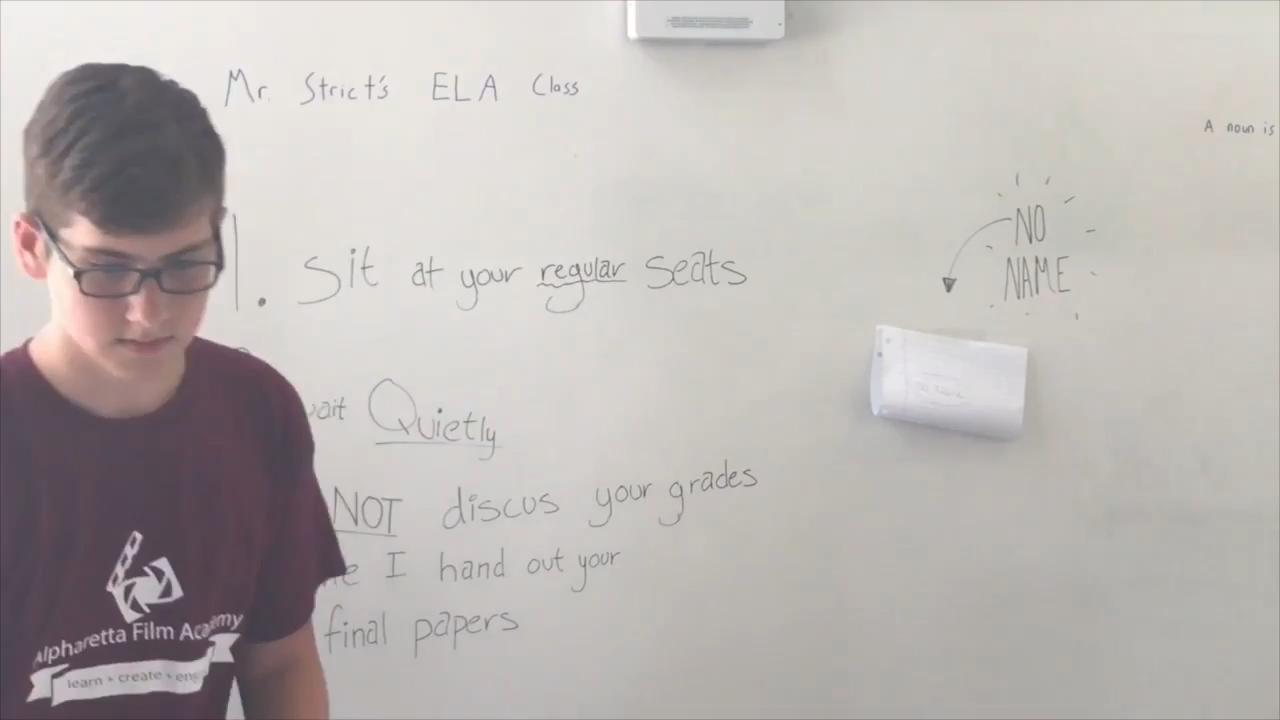 Mr. Strict's ELA Class
A noun is
NO
NAME
1. Sit at your regular seats
Quietly
NOT discus your grades
I hand out your
final papers
Alpharetta Film Academy
learn + create +